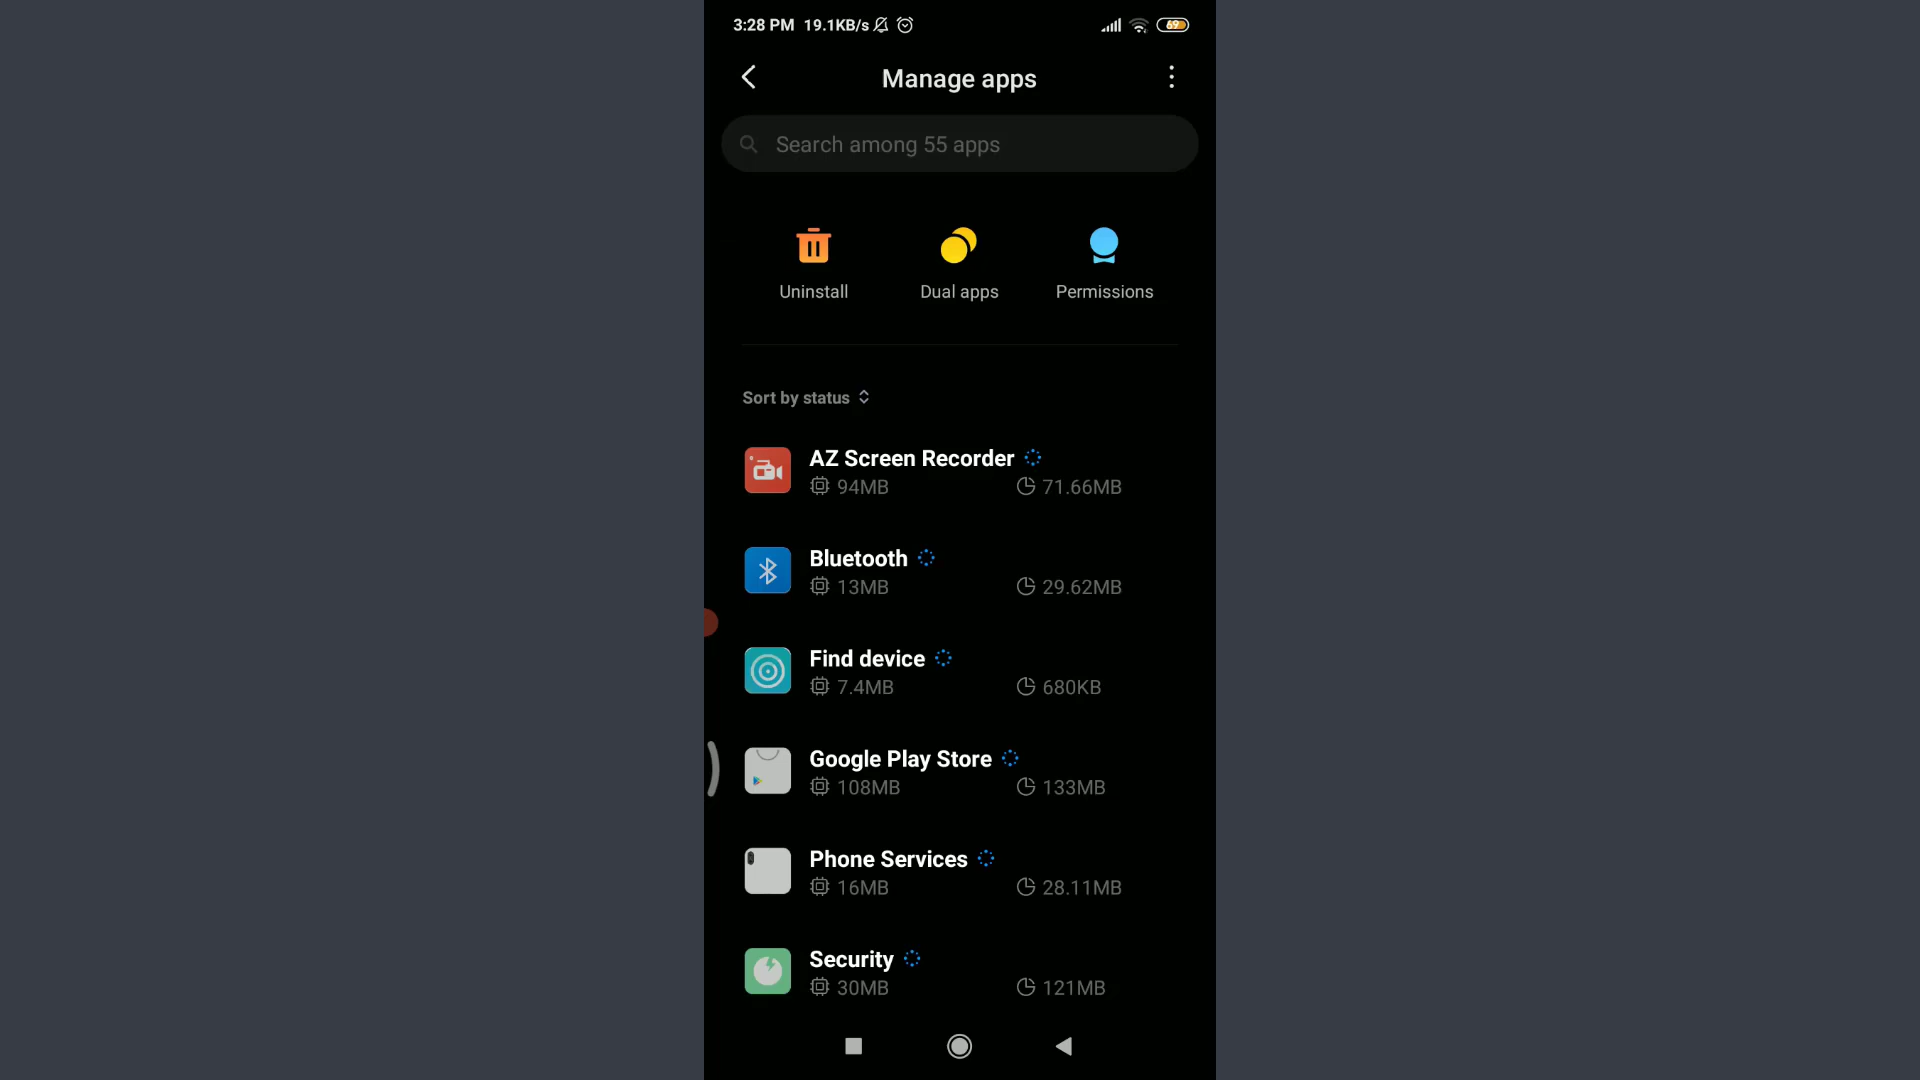 3:28 PM 19.1KB/s 69
Manage apps
Search among 55 apps
Uninstall Dual apps Permissions
Sort by status
AZ Screen Recorder
94MB 71.66MB
Bluetooth
13MB 29.62MB
Find device
7.4MB 680KB
Google Play Store
108MB 133MB
Phone Services
16MB 28.11MB
Security
30MB 121MB